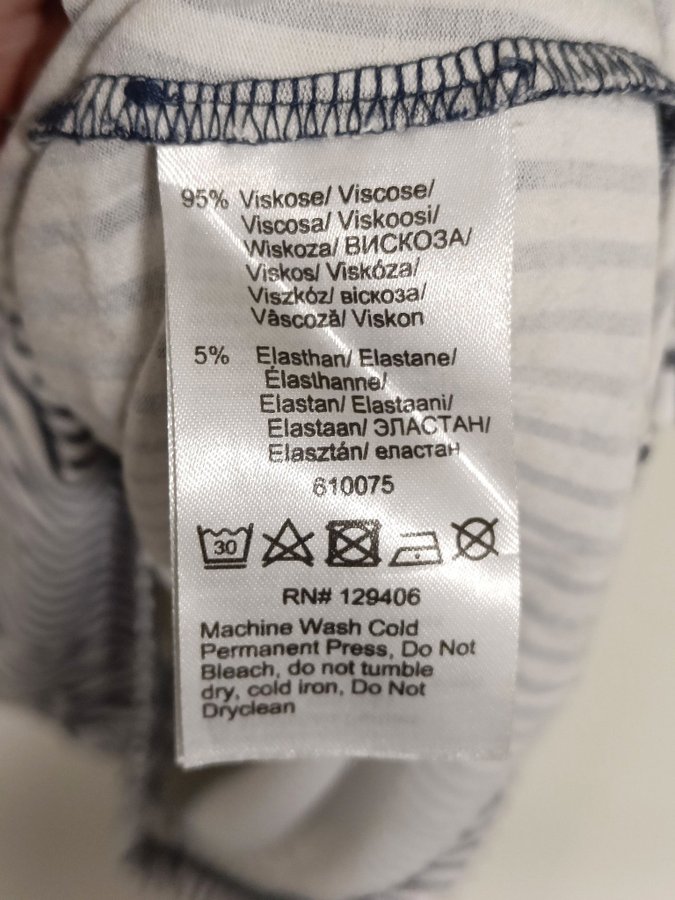 95% Viskose/ Viscose/
Viscosa/ Viskoosi/
Wiskoza/ ВИСКОЗА/
Viskos/ Viskóza/
Viszkóz/ віскоза/
Vâscoză/ Viskon
5% Elasthan/ Elastane/
Élasthanne/
Elastan/ Elastaani/
Elastaan/ ЭЛАСТАН/
Elasztán/ еластан
610075
30
RN# 129406
Machine Wash Cold
Permanent Press, Do Not
Bleach, do not tumble
dry, cold iron, Do Not
Dryclean